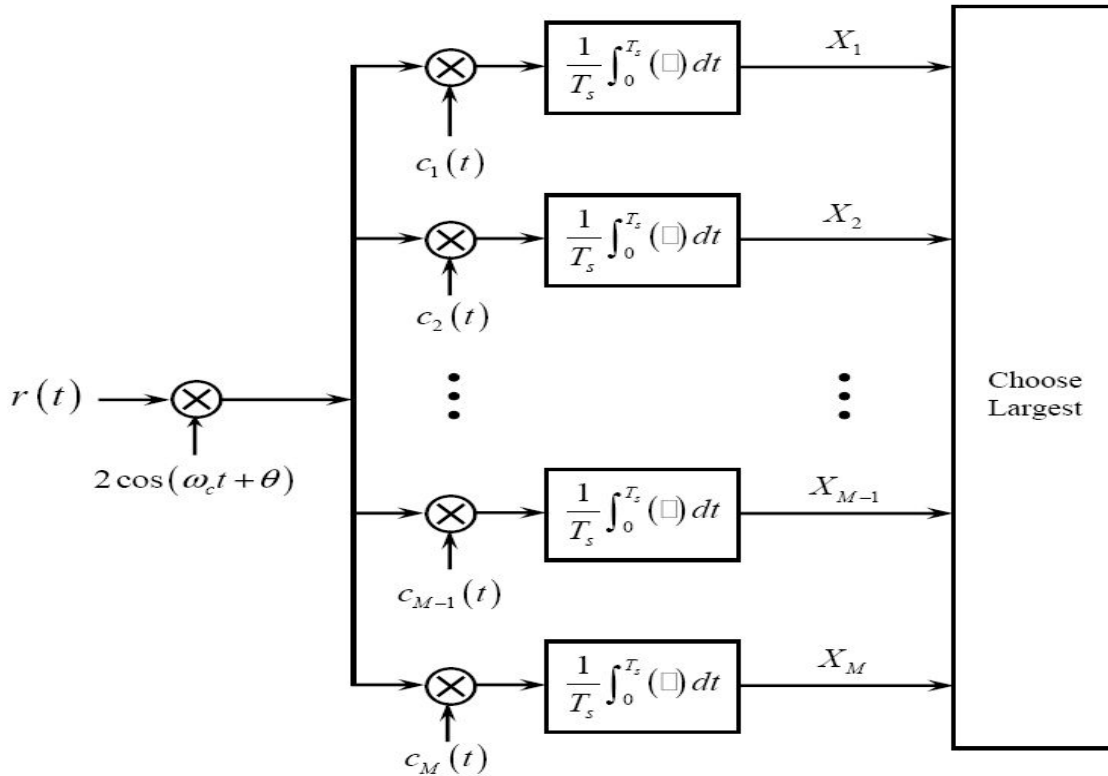 1/T_s ∫_0^{T_s} (□) dt
X_1
c_1(t)
1/T_s ∫_0^{T_s} (□) dt
X_2
c_2(t)
r(t)
2cos(ω_c t + θ)
Choose
Largest
1/T_s ∫_0^{T_s} (□) dt
X_{M−1}
c_{M−1}(t)
1/T_s ∫_0^{T_s} (□) dt
X_M
c_M(t)